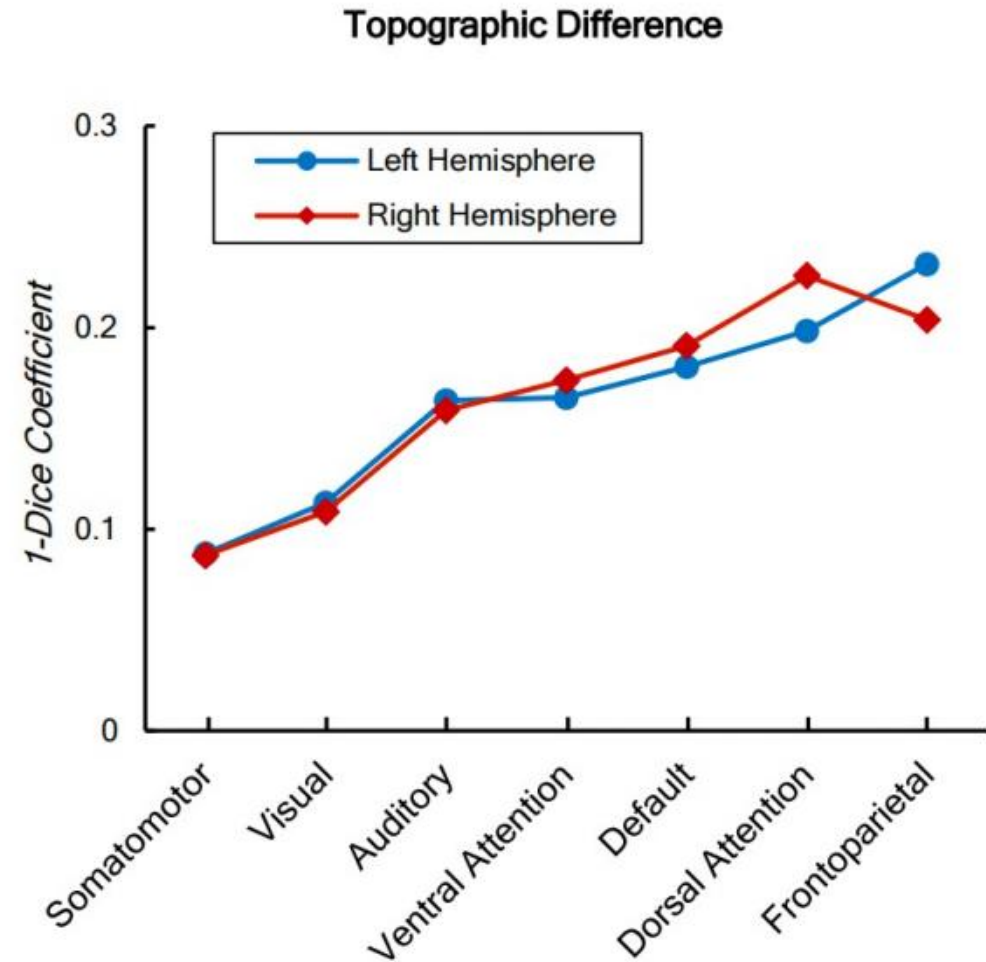 Topographic Difference
0.3
Left Hemisphere
Right Hemisphere
1-Dice Coefficient
0.2
0.1
0
Somatomotor
Visual
Auditory
Ventral Attention
Default
Dorsal Attention
Frontoparietal